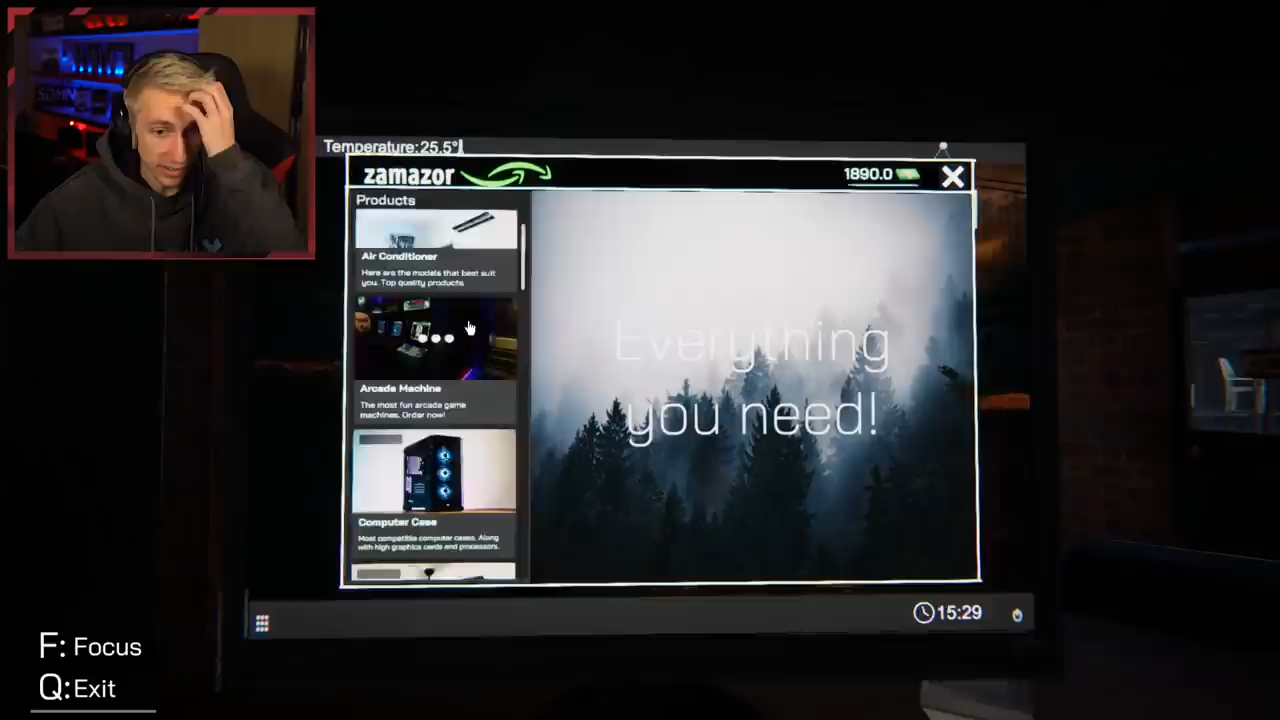 Temperature:25.5°
zamazor
1890.0
Products
Air Conditioner
Here are the models that best suit
you. Top quality products
Arcade Machine
The most fun arcade game
machines. Order now!
Computer Case
Most compatible computer cases. Along
with high graphics cards and processors.
Everything
you need!
15:29
F: Focus
Q:Exit